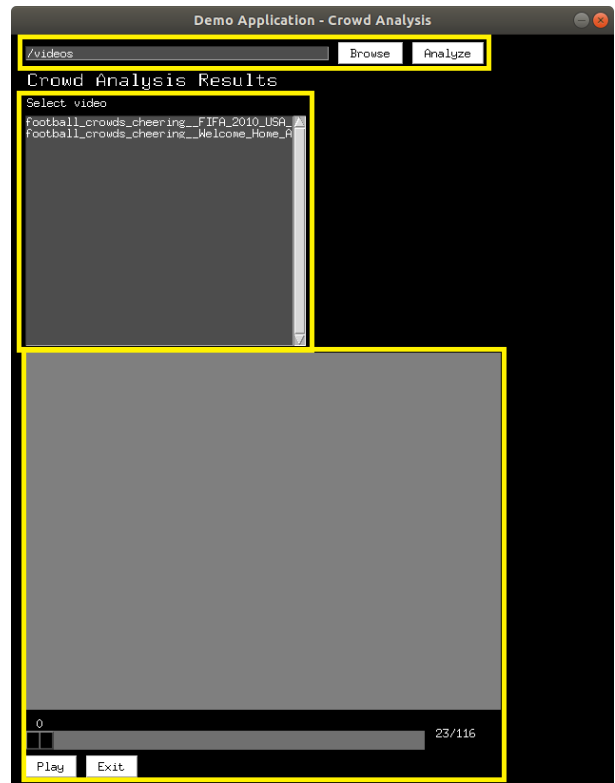 Demo Application - Crowd Analysis
/videos Browse Analyze
Crowd Analysis Results
Select video
football_crowds_cheering__FIFA_2010_USA_
football_crowds_cheering__Welcome_Home_A
0
23/116
Play Exit